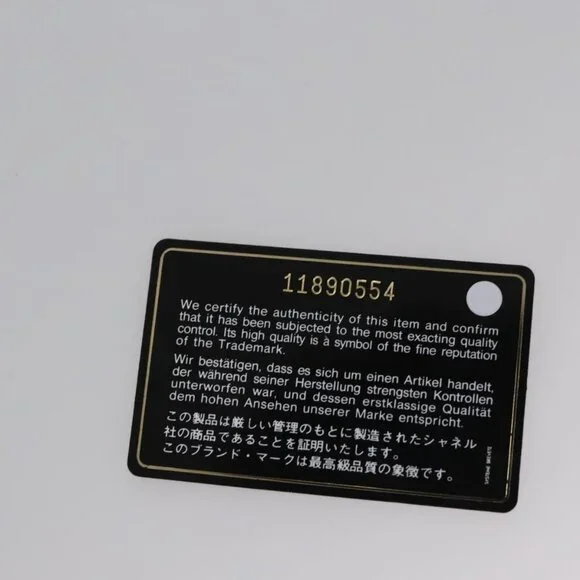 11890554
We certify the authenticity of this item and confirm
that it has been subjected to the most exacting quality
control. Its high quality is a symbol of the fine reputation
of the Trademark.
Wir bestätigen, dass es sich um einen Artikel handelt,
der während seiner Herstellung strengsten Kontrollen
unterworfen war, und dessen erstklassige Qualität
dem hohen Ansehen unserer Marke entspricht.
この製品は厳しい管理のもとに製造されたシャネル
社の商品であることを証明いたします。
このブランド・マークは最高級品質の象徴です。